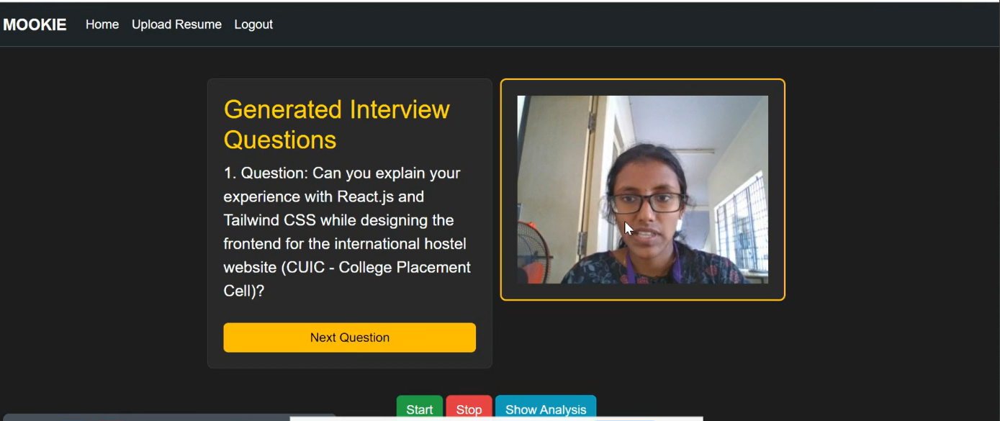 MOOKIE Home Upload Resume Logout
Generated Interview
Questions
1. Question: Can you explain your
experience with React.js and
Tailwind CSS while designing the
frontend for the international hostel
website (CUIC - College Placement
Cell)?
Next Question
Start Stop Show Analysis